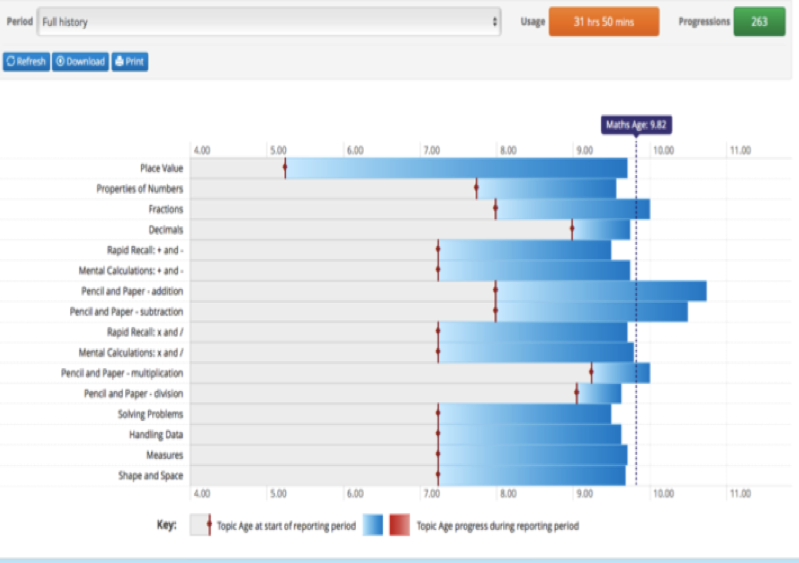 Period Full history Usage 31 hrs 50 mins Progressions 263
Refresh Download Print
Maths Age: 9.82
4.00 5.00 6.00 7.00 8.00 9.00 10.00 11.00
Place Value
Properties of Numbers
Fractions
Decimals
Rapid Recall: + and -
Mental Calculations: + and -
Pencil and Paper - addition
Pencil and Paper - subtraction
Rapid Recall: x and /
Mental Calculations: x and /
Pencil and Paper - multiplication
Pencil and Paper - division
Solving Problems
Handling Data
Measures
Shape and Space
4.00 5.00 6.00 7.00 8.00 9.00 10.00 11.00
Key: Topic Age at start of reporting period Topic Age progress during reporting period